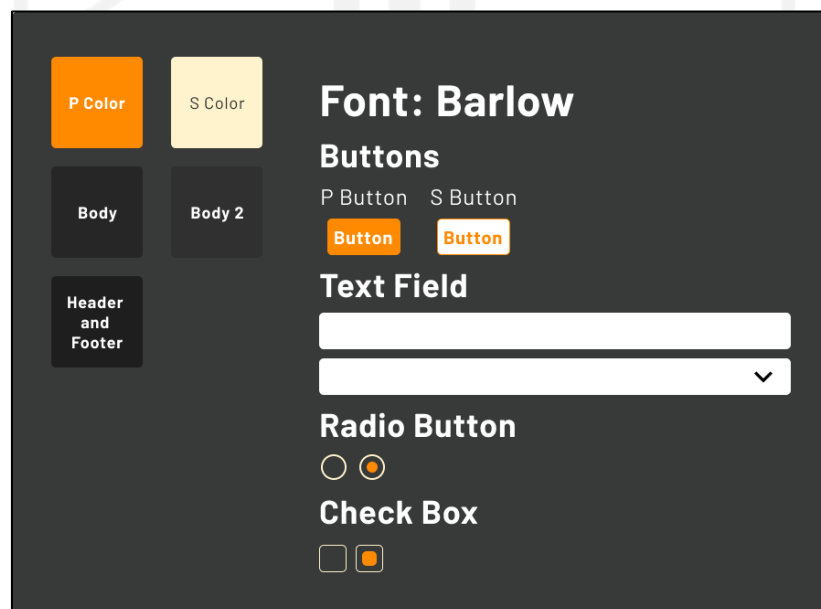 P Color
S Color
Body
Body 2
Header
and
Footer
Font: Barlow
Buttons
P Button S Button
Button Button
Text Field
Radio Button
Check Box